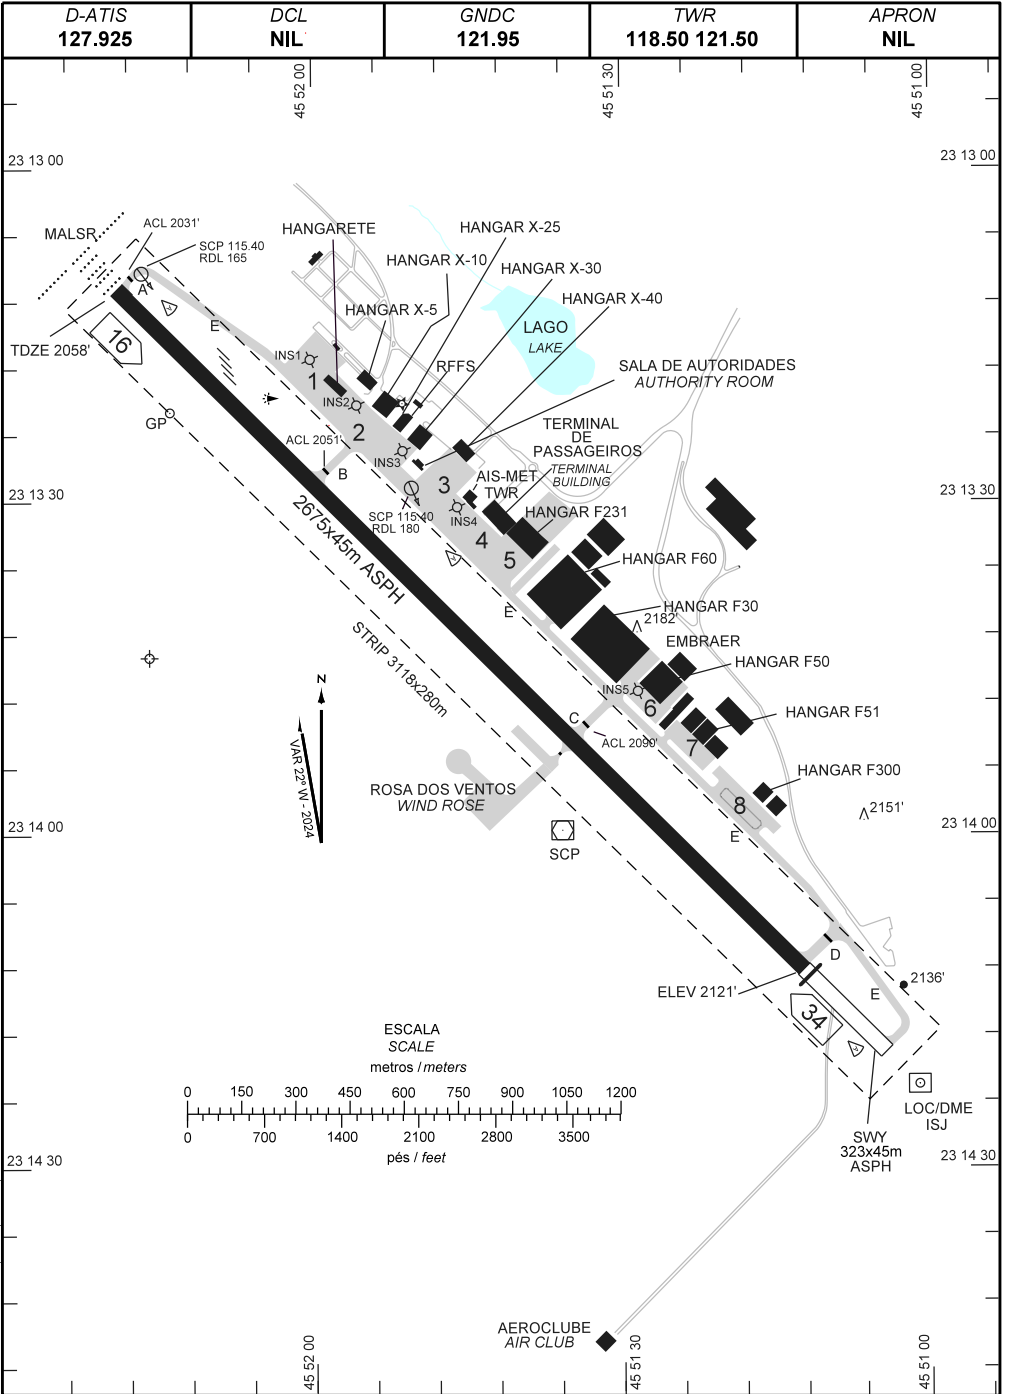 D-ATIS
127.925
DCL
NIL
GNDC
121.95
TWR
118.50 121.50
APRON
NIL
45 52 00
45 51 30
45 51 00
23 13 00
23 13 00
MALSR
ACL 2031'
SCP 115.40
RDL 165
A
E
TDZE 2058'
16
GP
HANGARETE
HANGAR X-25
HANGAR X-10
HANGAR X-30
HANGAR X-5
HANGAR X-40
LAGO
LAKE
RFFS
SALA DE AUTORIDADES
AUTHORITY ROOM
INS1
1
INS2
2
INS3
ACL 2051'
B
TERMINAL
DE
PASSAGEIROS
TERMINAL
BUILDING
AIS-MET
TWR
3
INS4
SCP 115.40
RDL 180
HANGAR F231
4
5
23 13 30
23 13 30
2675x45m ASPH
HANGAR F60
E
HANGAR F30
2182'
EMBRAER
STRIP 3118x280m
HANGAR F50
INS5
6
N
VAR 22° W - 2024
C
ACL 2090'
HANGAR F51
7
ROSA DOS VENTOS
WIND ROSE
HANGAR F300
8
2151'
E
23 14 00
23 14 00
SCP
D
2136'
ELEV 2121'
E
34
ESCALA
SCALE
metros / meters
0 150 300 450 600 750 900 1050 1200
0 700 1400 2100 2800 3500
pés / feet
LOC/DME
ISJ
SWY
323x45m
ASPH
23 14 30
23 14 30
AEROCLUBE
AIR CLUB
45 52 00
45 51 30
45 51 00